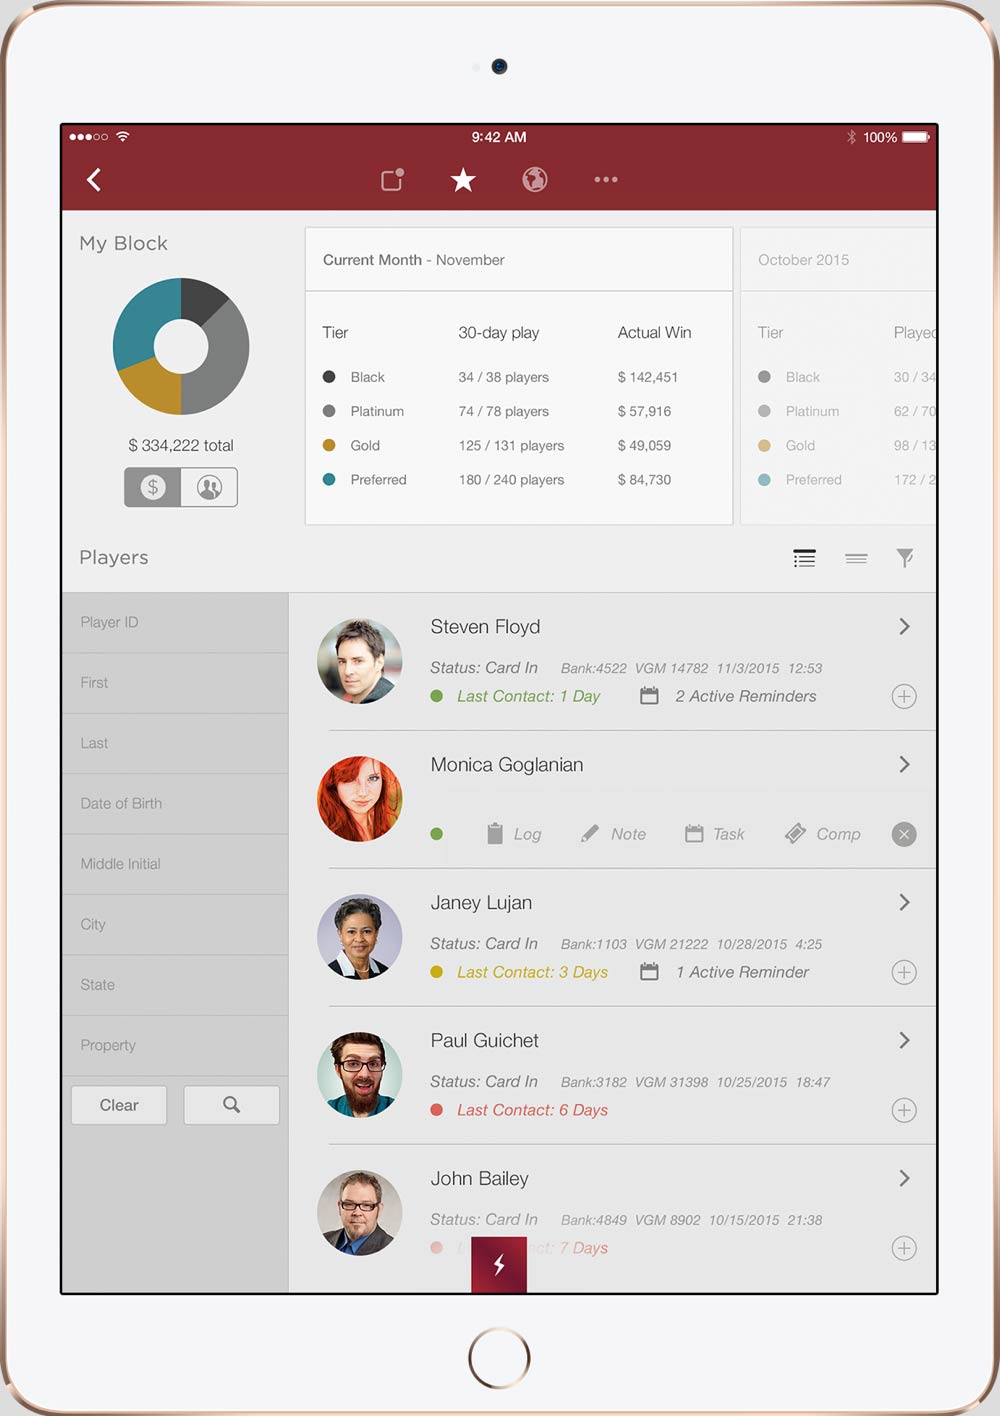 9:42 AM
100%
My Block
$ 334,222 total
$
Current Month - November
Tier 30-day play Actual Win
Black 34 / 38 players $ 142,451
Platinum 74 / 78 players $ 57,916
Gold 125 / 131 players $ 49,059
Preferred 180 / 240 players $ 84,730
October 2015
Tier Played
Black 30 / 34
Platinum 62 / 70
Gold 98 / 13
Preferred 172 / 2
Players
Player ID
First
Last
Date of Birth
Middle Initial
City
State
Property
Clear
Steven Floyd
Status: Card In Bank:4522 VGM 14782 11/3/2015 12:53
Last Contact: 1 Day 2 Active Reminders
Monica Goglanian
Log Note Task Comp
Janey Lujan
Status: Card In Bank:1103 VGM 21222 10/28/2015 4:25
Last Contact: 3 Days 1 Active Reminder
Paul Guichet
Status: Card In Bank:3182 VGM 31398 10/25/2015 18:47
Last Contact: 6 Days
John Bailey
Status: Card In Bank:4849 VGM 8902 10/15/2015 21:38
7 Days